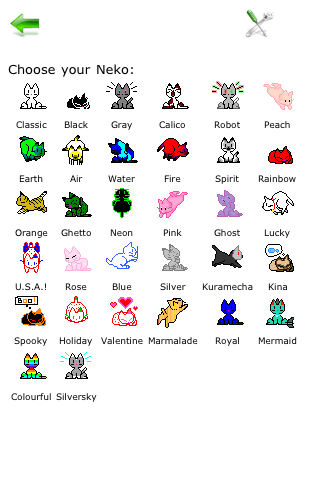 Choose your Neko:
Classic Black Gray Calico Robot Peach
Earth Air Water Fire Spirit Rainbow
Orange Ghetto Neon Pink Ghost Lucky
U.S.A.! Rose Blue Silver Kuramecha Kina
Boo!
Spooky Holiday Valentine Marmalade Royal Mermaid
Colourful Silversky